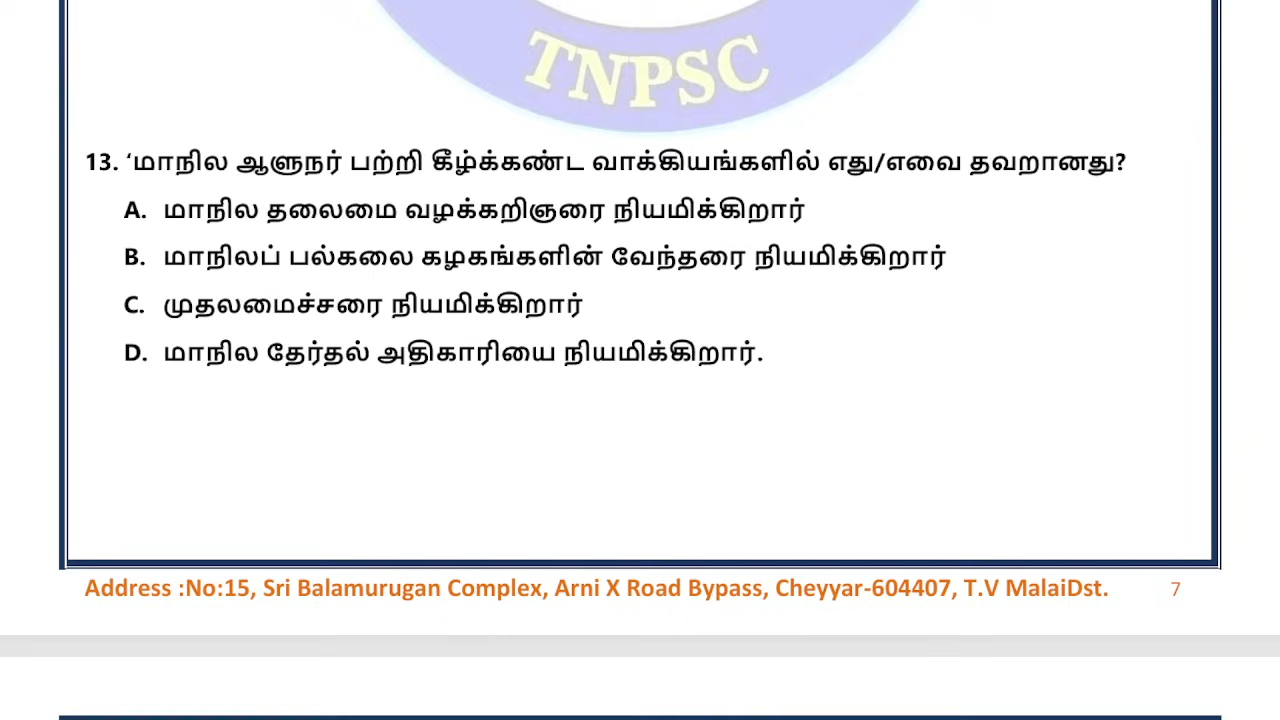 TNPSC
13. ‘மாநில ஆளுநர் பற்றி கீழ்க்கண்ட வாக்கியங்களில் எது/எவை தவறானது?
A. மாநில தலைமை வழக்கறிஞரை நியமிக்கிறார்
B. மாநிலப் பல்கலை கழகங்களின் வேந்தரை நியமிக்கிறார்
C. முதலமைச்சரை நியமிக்கிறார்
D. மாநில தேர்தல் அதிகாரியை நியமிக்கிறார்.
Address :No:15, Sri Balamurugan Complex, Arni X Road Bypass, Cheyyar-604407, T.V MalaiDst. 7